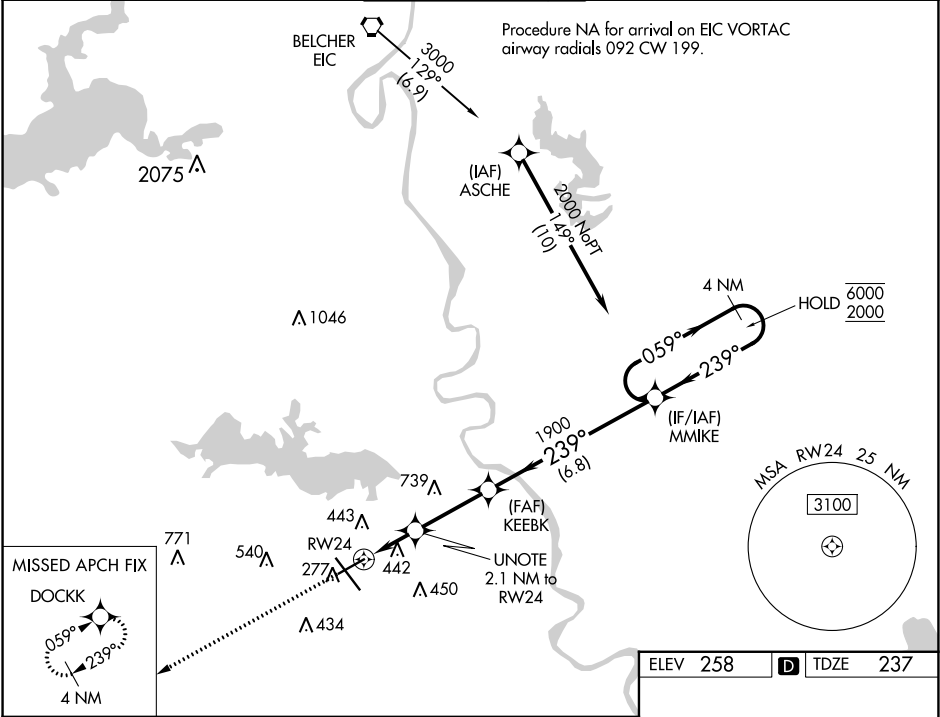 BELCHER
EIC
Procedure NA for arrival on EIC VORTAC
airway radials 092 CW 199.
3000
129°
(6.9)
2075
(IAF)
ASCHE
2000 NoPT
149°
(10)
4 NM
HOLD 6000
2000
059°
239°
1046
(IF/IAF)
MMIKE
1900
239°
(6.8)
MSA RW24 25 NM
3100
739
(FAF)
KEEBK
443
RW24
771
540
277
442
UNOTE
2.1 NM to
RW24
450
434
MISSED APCH FIX
DOCKK
059°
239°
4 NM
ELEV 258 D TDZE 237